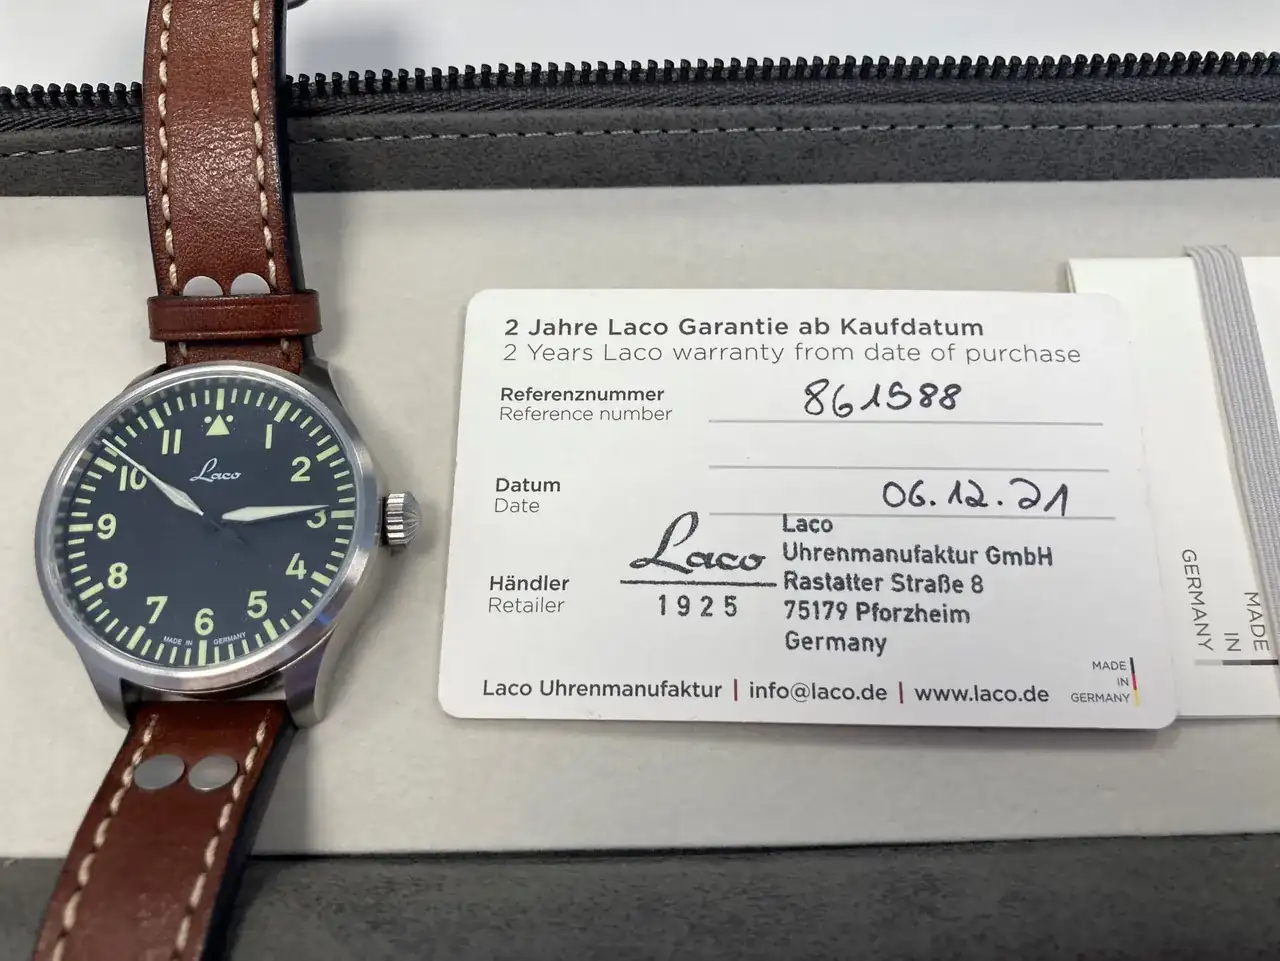 11
1
10
2
Laco
9
3
8
4
7
5
6
MADE IN GERMANY
2 Jahre Laco Garantie ab Kaufdatum
2 Years Laco warranty from date of purchase
Referenznummer 861588
Reference number
Datum 06.12.21
Date
Laco
1925
Laco
Uhrenmanufaktur GmbH
Rastatter Straße 8
75179 Pforzheim
Germany
Händler
Retailer
Laco Uhrenmanufaktur | info@laco.de | www.laco.de
MADE
IN
GERMANY
MADE
IN
GERMANY